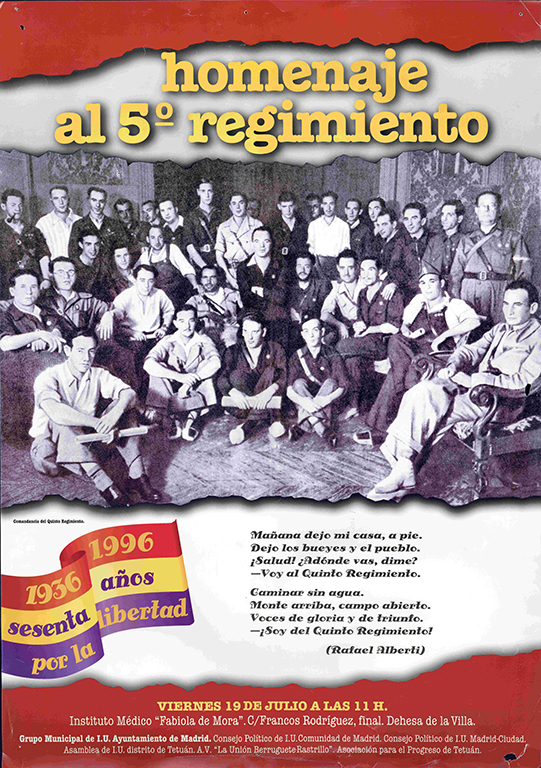 homenaje
al 5º regimiento
Comandancia del Quinto Regimiento.
1936 1996
sesenta años
por la libertad
Mañana dejo mi casa, a pie.
Dejo los bueyes y el pueblo.
¡Salud! ¿Adónde vas, dime?
—Voy al Quinto Regimiento.
Caminar sin agua.
Monte arriba, campo abierto.
Voces de gloria y de triunfo.
—¡Soy del Quinto Regimiento!
(Rafael Alberti)
VIERNES 19 DE JULIO A LAS 11 H.
Instituto Médico "Fabiola de Mora". C/Francos Rodríguez, final. Dehesa de la Villa.
Grupo Municipal de I.U. Ayuntamiento de Madrid. Consejo Político de I.U. Comunidad de Madrid. Consejo Político de I.U. Madrid-Ciudad.
Asamblea de I.U. distrito de Tetuán. A.V. "La Unión Berruguete Rastrillo". Asociación para el Progreso de Tetuán.